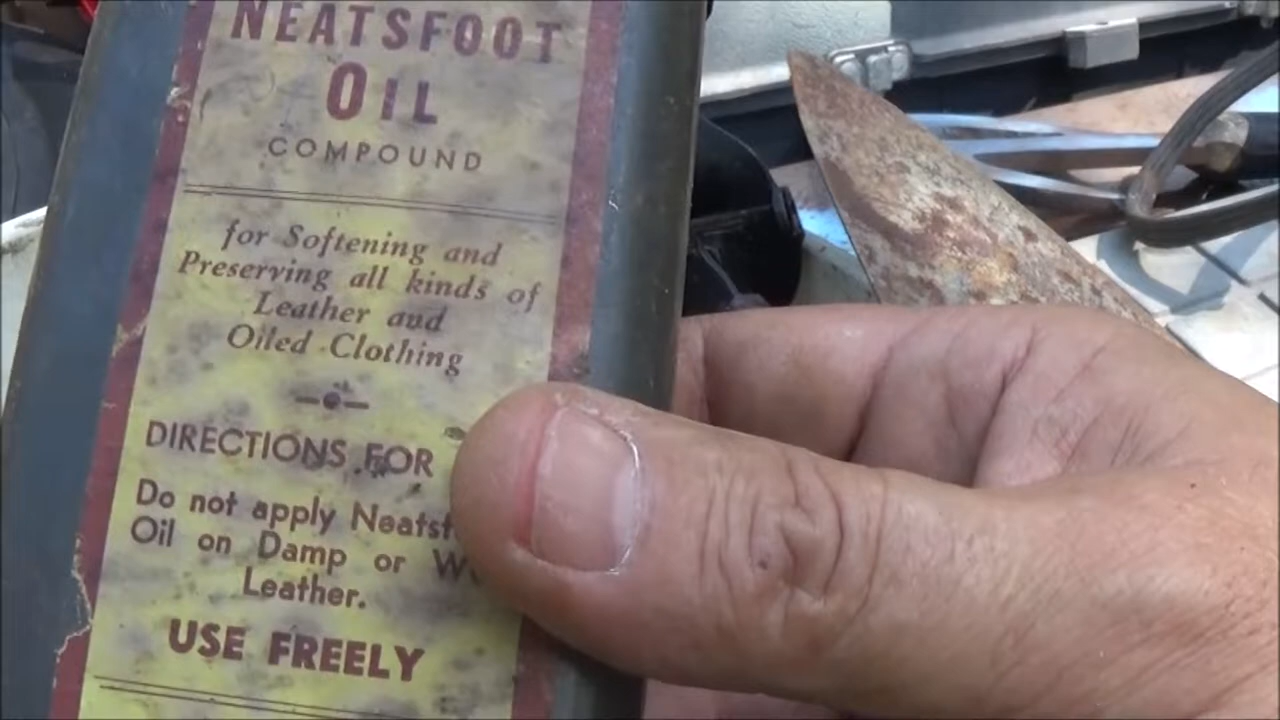 NEATSFOOT
OIL
COMPOUND
for Softening and
Preserving all kinds of
Leather and
Oiled Clothing
DIRECTIONS FOR
Do not apply
Oil on Damp or
Leather.
USE FREELY